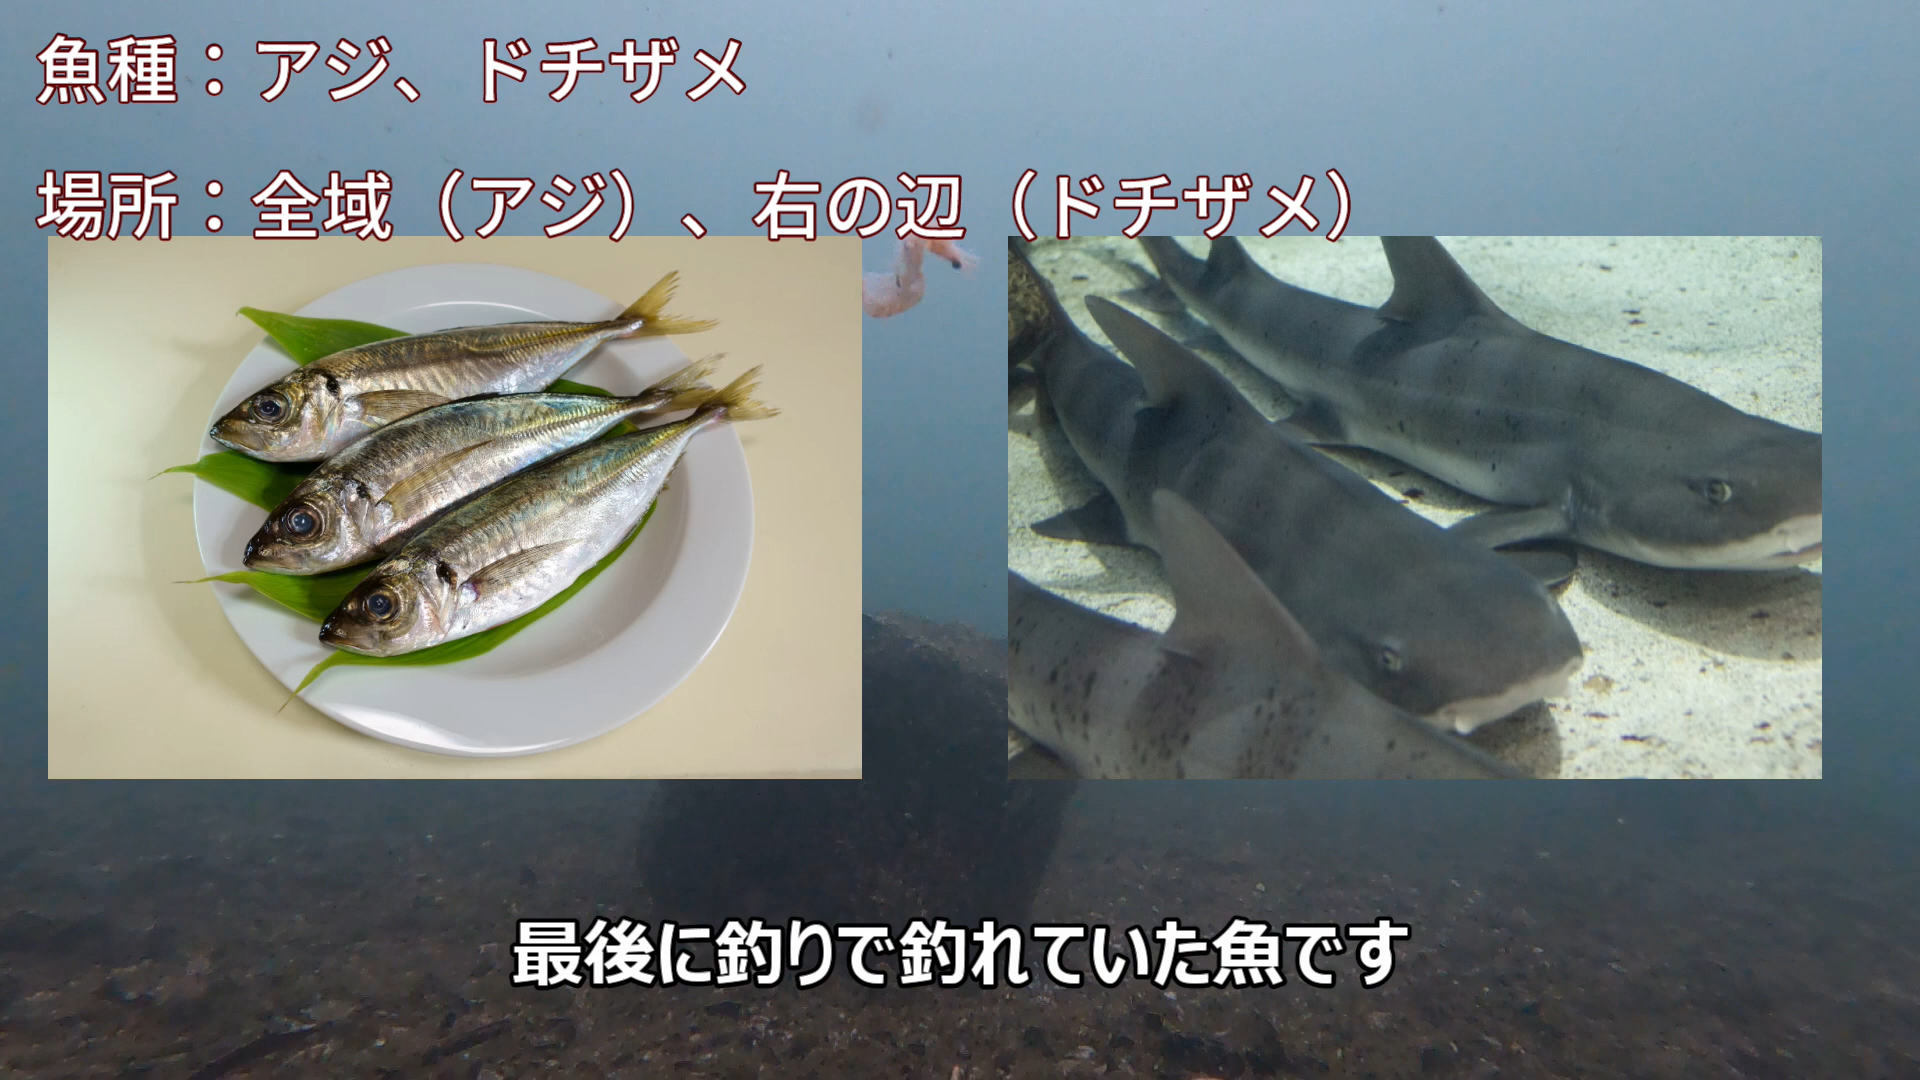 魚種：アジ、ドチザメ
場所：全域（アジ）、右の辺（ドチザメ）
最後に釣りで釣れていた魚です